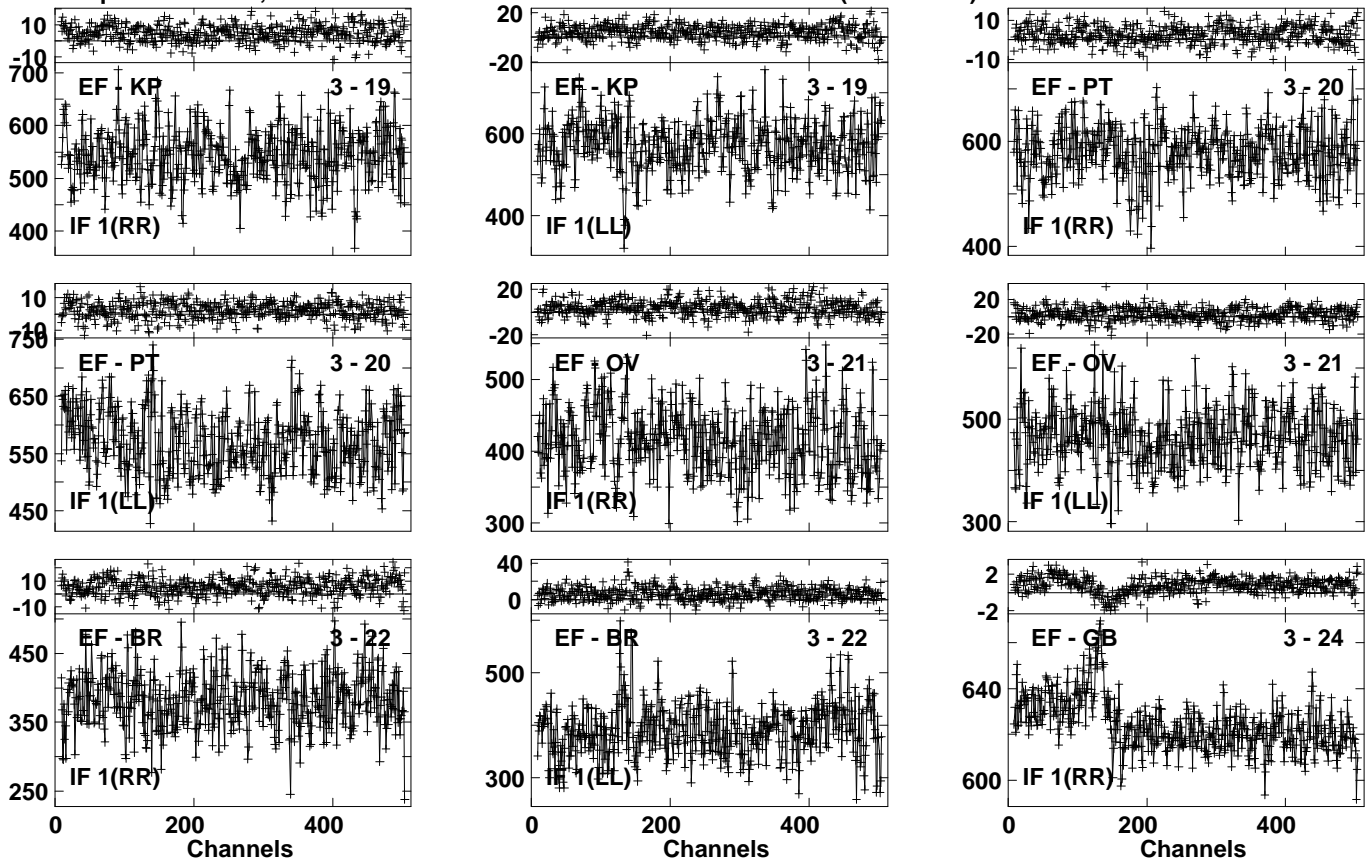 10
-10
700
600
500
400
EF - KP 3 - 19
IF 1(RR)
20
-20
600
400
EF - KP 3 - 19
IF 1(LL)
10
-10
600
400
EF - PT 3 - 20
IF 1(RR)
10
-10
750
650
550
450
EF - PT 3 - 20
IF 1(LL)
20
-20
500
400
300
EF - OV 3 - 21
IF 1(RR)
20
-20
500
300
EF - OV 3 - 21
IF 1(LL)
10
-10
450
350
250
EF - BR 3 - 22
IF 1(RR)
0 200 400
Channels
40
0
500
300
EF - BR 3 - 22
IF 1(LL)
0 200 400
Channels
2
-2
640
600
EF - GB 3 - 24
IF 1(RR)
0 200 400
Channels